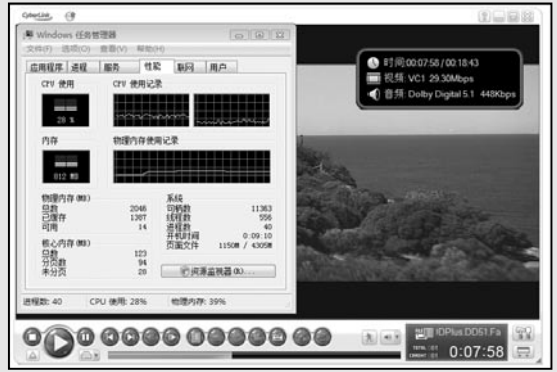 CyberLink
Windows 任务管理器
文件(F) 选项(O) 查看(V) 帮助(H)
应用程序 进程 服务 性能 联网 用户
CPU 使用 CPU 使用记录
28 %
内存 物理内存使用记录
812 MB
物理内存(MB)
总数 2046
已缓存 1387
可用 14
核心内存(MB)
总数 123
分页数 94
未分页 28
系统
句柄数 11363
线程数 556
进程数 40
开机时间 0:09:10
页面文件 1150M / 4305M
资源监视器(R)...
进程数: 40 CPU 使用: 28% 物理内存: 39%
时间:00:07:58/00:18:43
视频: VC1 29.30Mbps
音频: Dolby Digital 5.1 448Kbps
!DPlus.DD51 Fa
TOTAL :01
:01 0:07:58